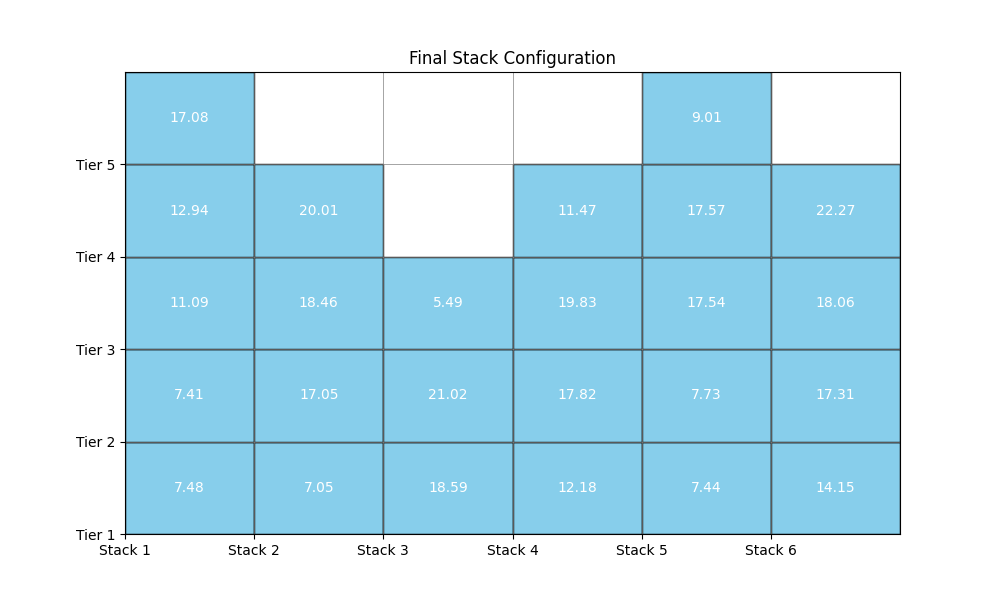 Final Stack Configuration
17.08 9.01
Tier 5
12.94 20.01 11.47 17.57 22.27
Tier 4
11.09 18.46 5.49 19.83 17.54 18.06
Tier 3
7.41 17.05 21.02 17.82 7.73 17.31
Tier 2
7.48 7.05 18.59 12.18 7.44 14.15
Tier 1
Stack 1 Stack 2 Stack 3 Stack 4 Stack 5 Stack 6